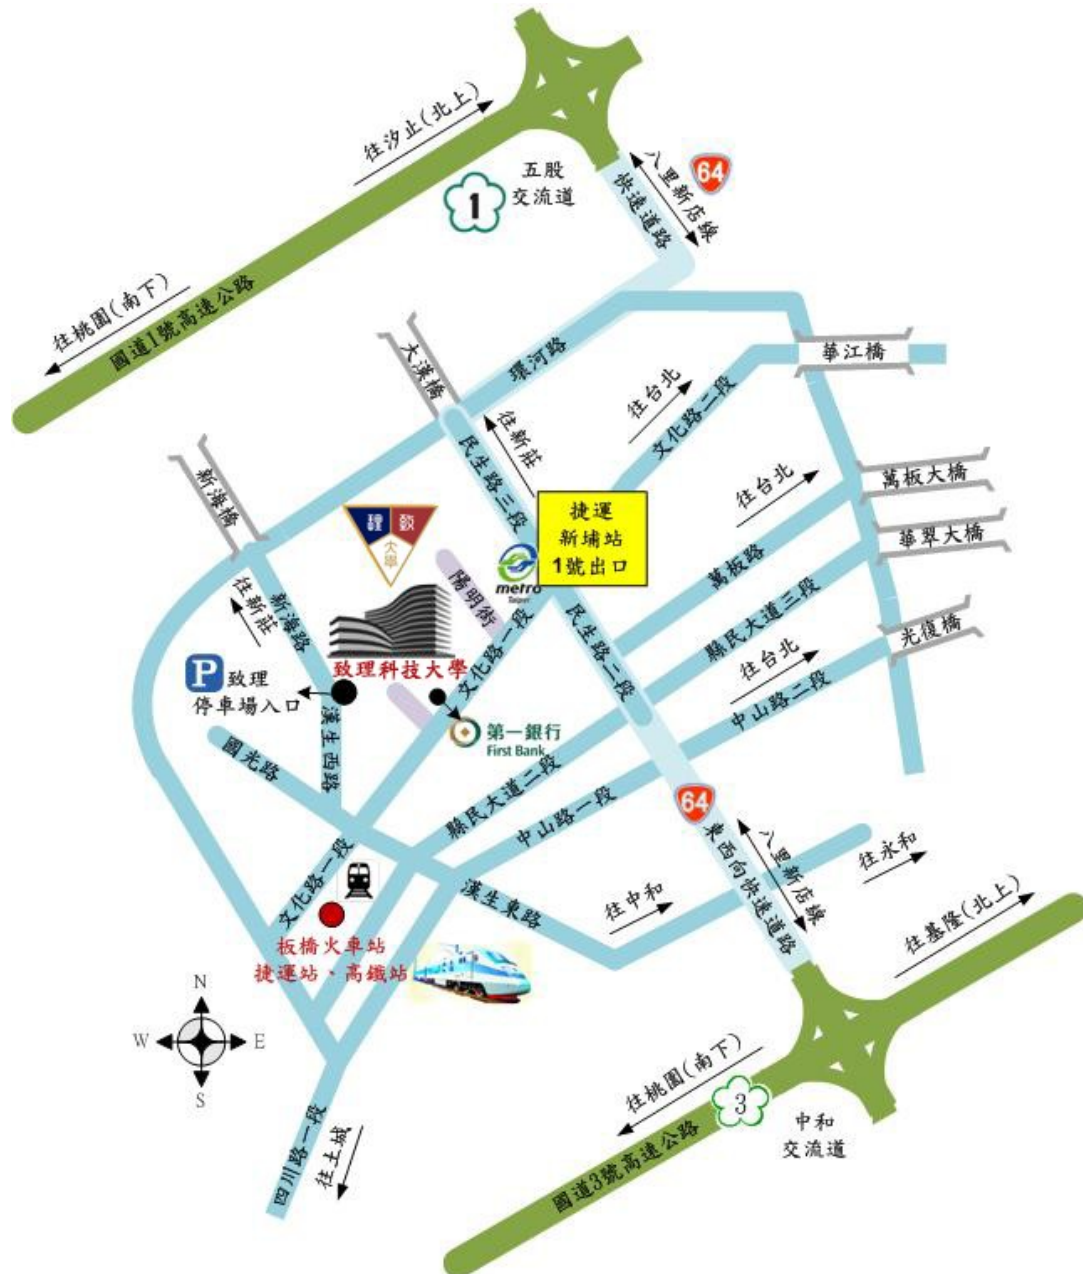 往汐止(北上)
五股
交流道
1
64
八里新店線
快速道路
往桃園(南下)
國道1號高速公路
大漢橋
環河路
華江橋
往台北
文化路二段
往新莊
民生路三段
新海橋
捷運
新埔站
1號出口
往台北
萬板大橋
華翠大橋
理 致
大學
陽明街
metro
Taipei
萬板路
往新莊
新海路
民生路二段
縣民大道三段
光復橋
往台北
中山路二段
致理科技大學
文化路一段
P
致理
停車場入口
漢生西路
第一銀行
First Bank
國光路
縣民大道二段
中山路一段
64
東西向快速道路
八里新店線
往永和
文化路一段
漢生東路
往中和
板橋火車站
捷運站、高鐵站
往基隆(北上)
N
W
E
S
往桃園(南下)
3
國道3號高速公路
中和
交流道
四川路一段
往土城